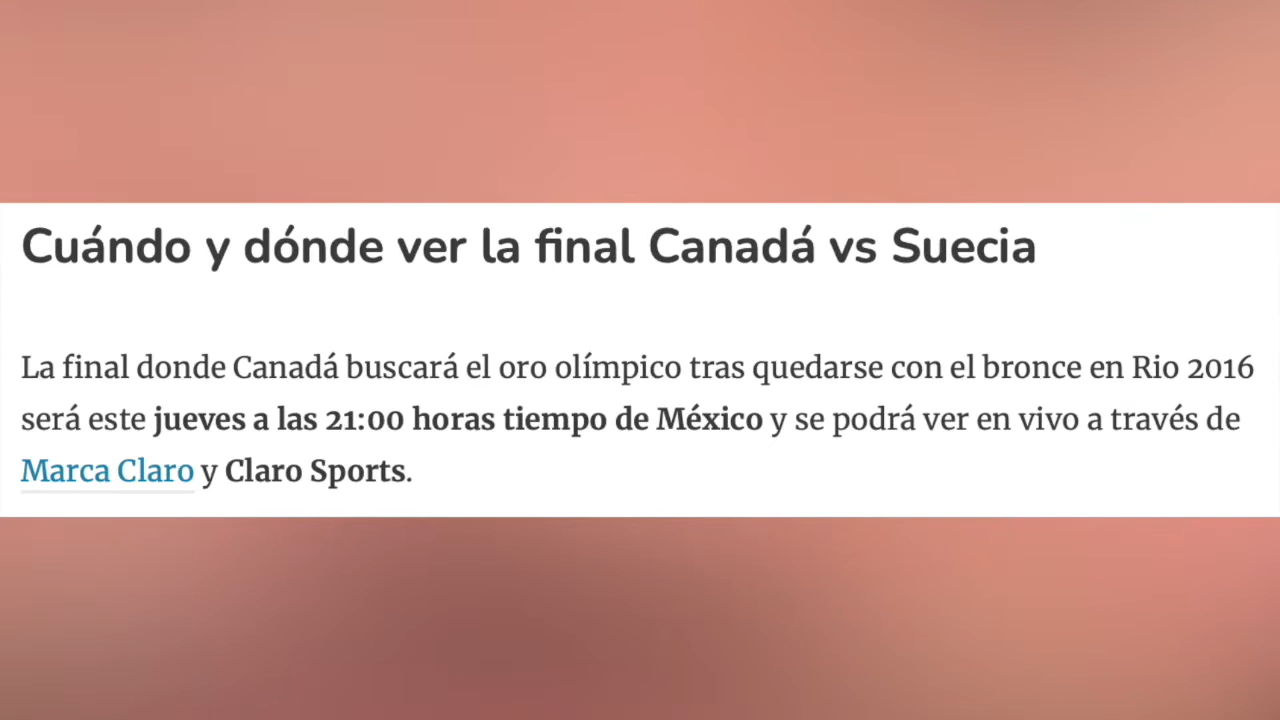 Cuándo y dónde ver la final Canadá vs Suecia
La final donde Canadá buscará el oro olímpico tras quedarse con el bronce en Rio 2016
será este jueves a las 21:00 horas tiempo de México y se podrá ver en vivo a través de
Marca Claro y Claro Sports.